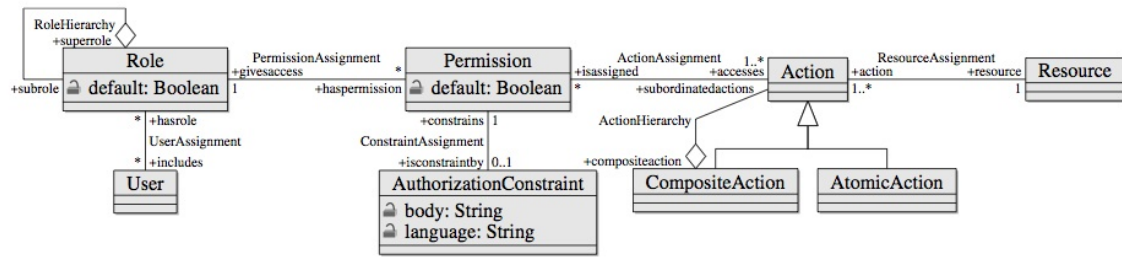 RoleHierarchy
+superrole
Role
default: Boolean
+subrole
PermissionAssignment
+givesaccess *
1 +haspermission
Permission
default: Boolean
ActionAssignment
+isassigned 1..* +accesses
* +subordinatedactions
Action
ResourceAssignment
+action +resource
1..* 1
Resource
* +hasrole
UserAssignment
* +includes
User
+constrains 1
ConstraintAssignment
+isconstraintby 0..1
AuthorizationConstraint
body: String
language: String
ActionHierarchy
+compositeaction
CompositeAction
AtomicAction